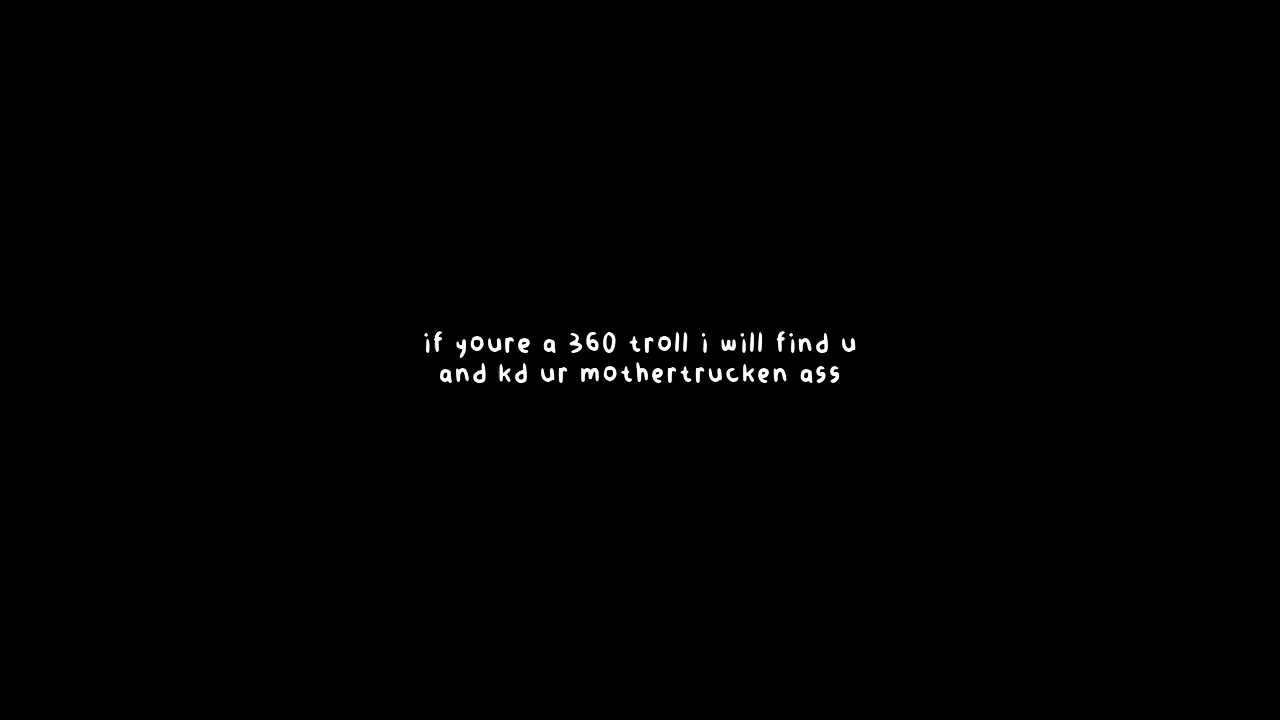 if youre a 360 troll i will find u
and kd ur mothertrucken ass